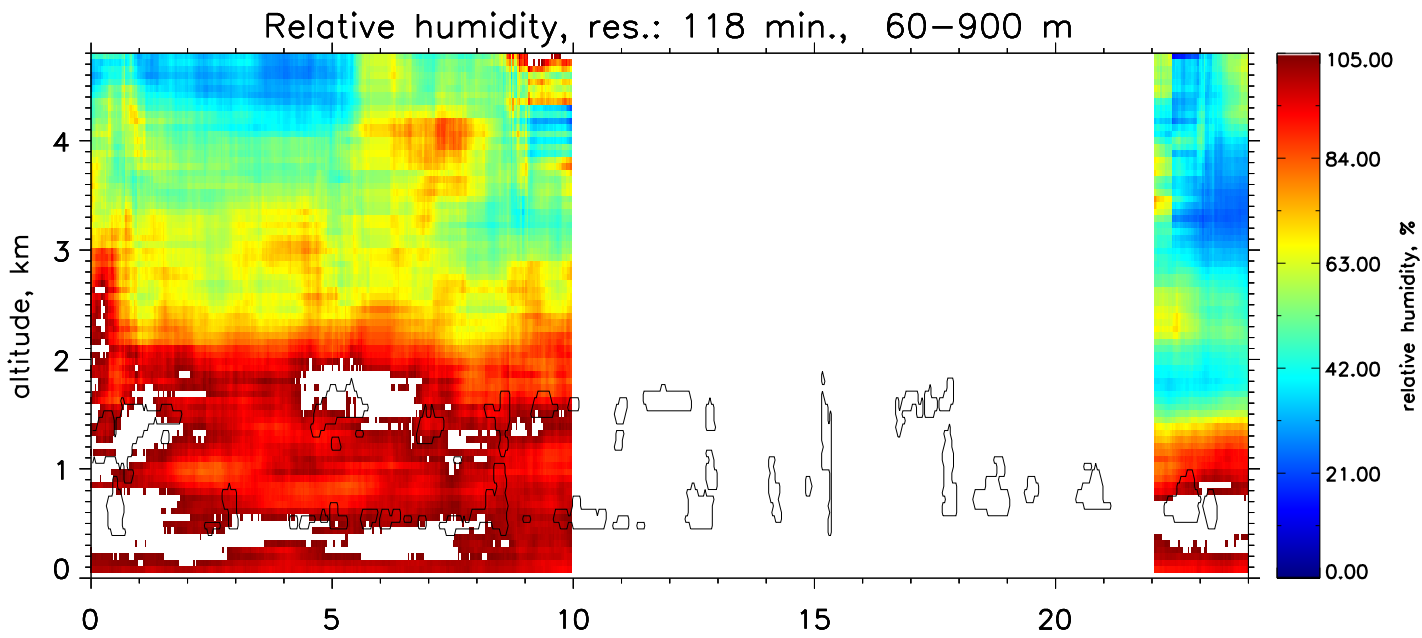 Relative humidity, res.: 118 min., 60-900 m
altitude, km
4
3
2
1
0
0 5 10 15 20
105.00
84.00
63.00
42.00
21.00
0.00
relative humidity, %